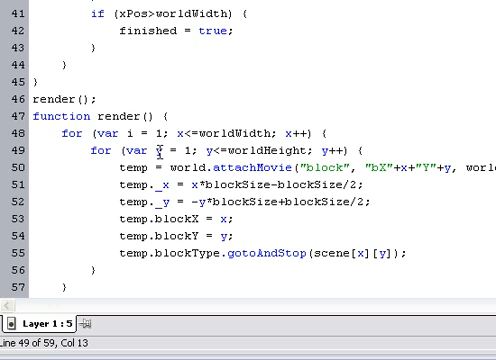 41 if (xPos>worldWidth) {
42 finished = true;
43 }
44 }
45 }
46 render();
47 function render() {
48 for (var i = 1; x<=worldWidth; x++) {
49 for (var y = 1; y<=worldHeight; y++) {
50 temp = world.attachMovie("block", "bX"+x+"Y"+y, worl
51 temp._x = x*blockSize-blockSize/2;
52 temp._y = -y*blockSize+blockSize/2;
53 temp.blockX = x;
54 temp.blockY = y;
55 temp.blockType.gotoAndStop(scene[x][y]);
56 }
57 }
Layer 1 : 5
Line 49 of 59, Col 13